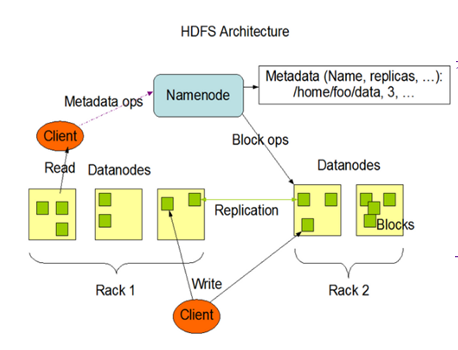 HDFS Architecture
Metadata (Name, replicas, ...):
/home/foo/data, 3, ...
Namenode
Metadata ops
Client
Block ops
Read
Datanodes
Datanodes
Replication
Blocks
Rack 1
Write
Rack 2
Client